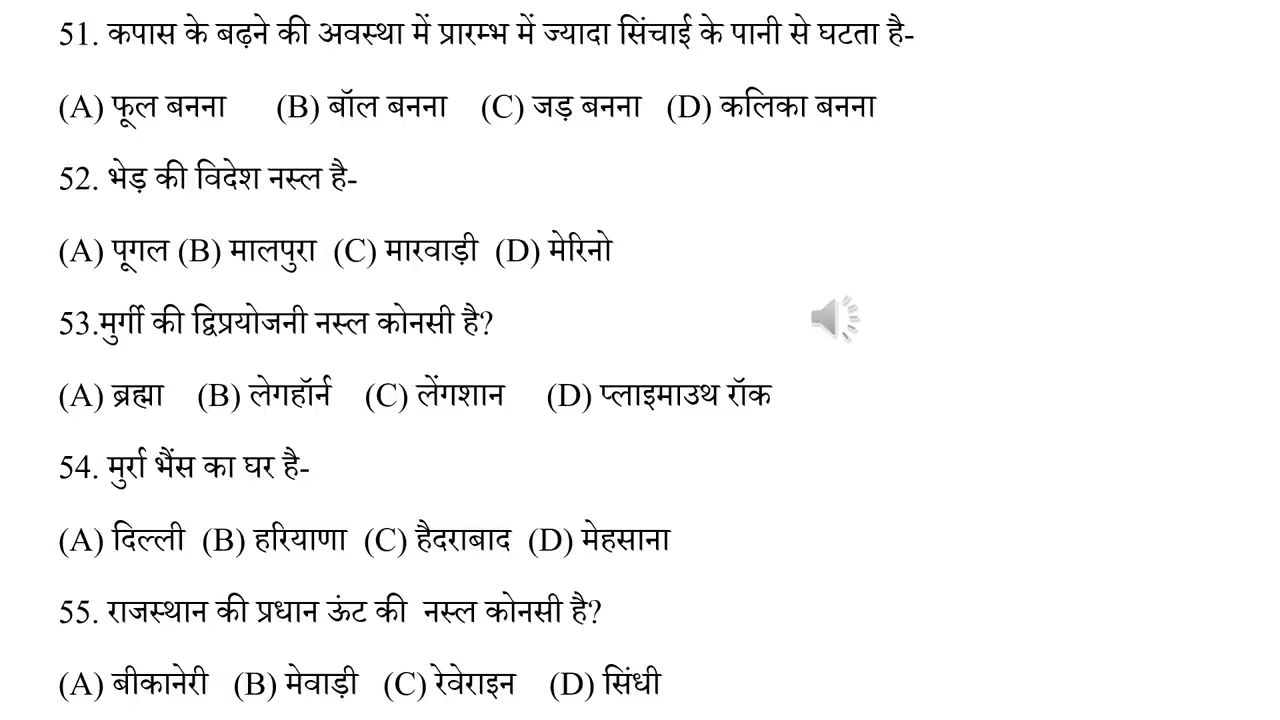 51. कपास के बढ़ने की अवस्था में प्रारम्भ में ज्यादा सिंचाई के पानी से घटता है-
(A) फूल बनना (B) बॉल बनना (C) जड़ बनना (D) कलिका बनना
52. भेड़ की विदेश नस्ल है-
(A) पूगल (B) मालपुरा (C) मारवाड़ी (D) मेरिनो
53.मुर्गी की द्विप्रयोजनी नस्ल कोनसी है?
(A) ब्रह्मा (B) लेगहॉर्न (C) लेंगशान (D) प्लाइमाउथ रॉक
54. मुर्रा भैंस का घर है-
(A) दिल्ली (B) हरियाणा (C) हैदराबाद (D) मेहसाना
55. राजस्थान की प्रधान ऊंट की नस्ल कोनसी है?
(A) बीकानेरी (B) मेवाड़ी (C) रेवेराइन (D) सिंधी